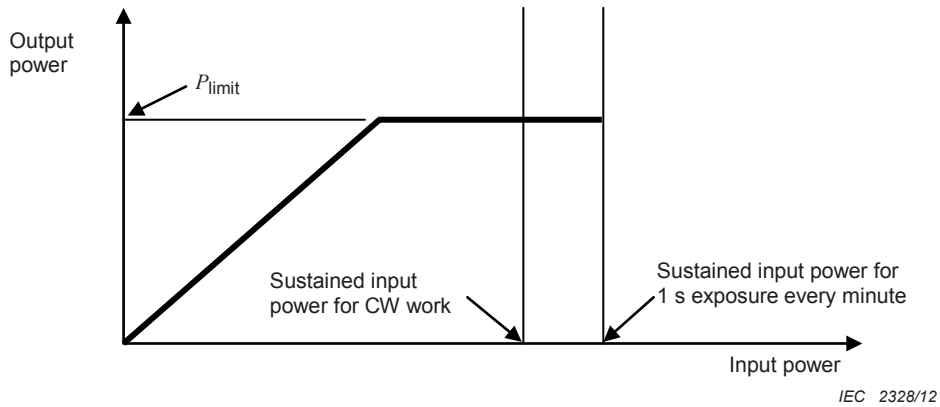 Output
power
Plimit
Sustained input
power for CW work
Sustained input power for
1 s exposure every minute
Input power
IEC 2328/12